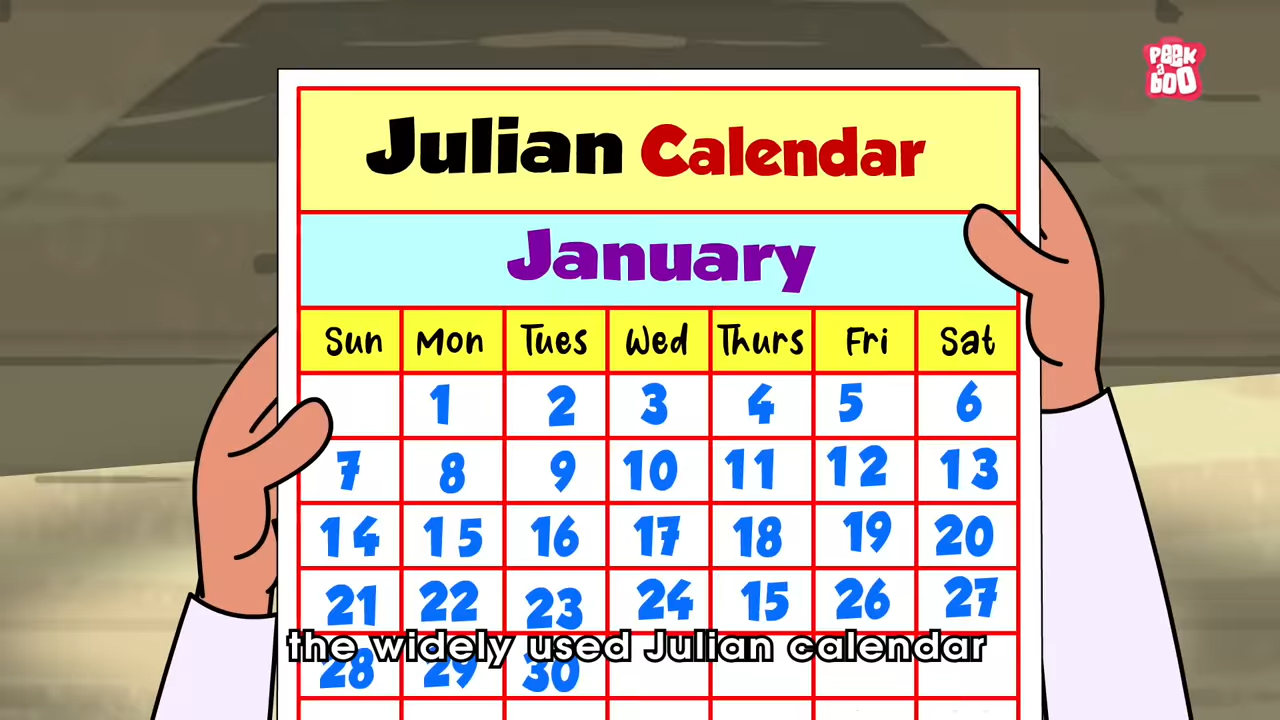 PEEK
a
BOO
Julian Calendar
January
Sun Mon Tues Wed Thurs Fri Sat
1 2 3 4 5 6
7 8 9 10 11 12 13
14 15 16 17 18 19 20
21 22 23 24 15 26 27
28 29 30
the widely used Julian calendar